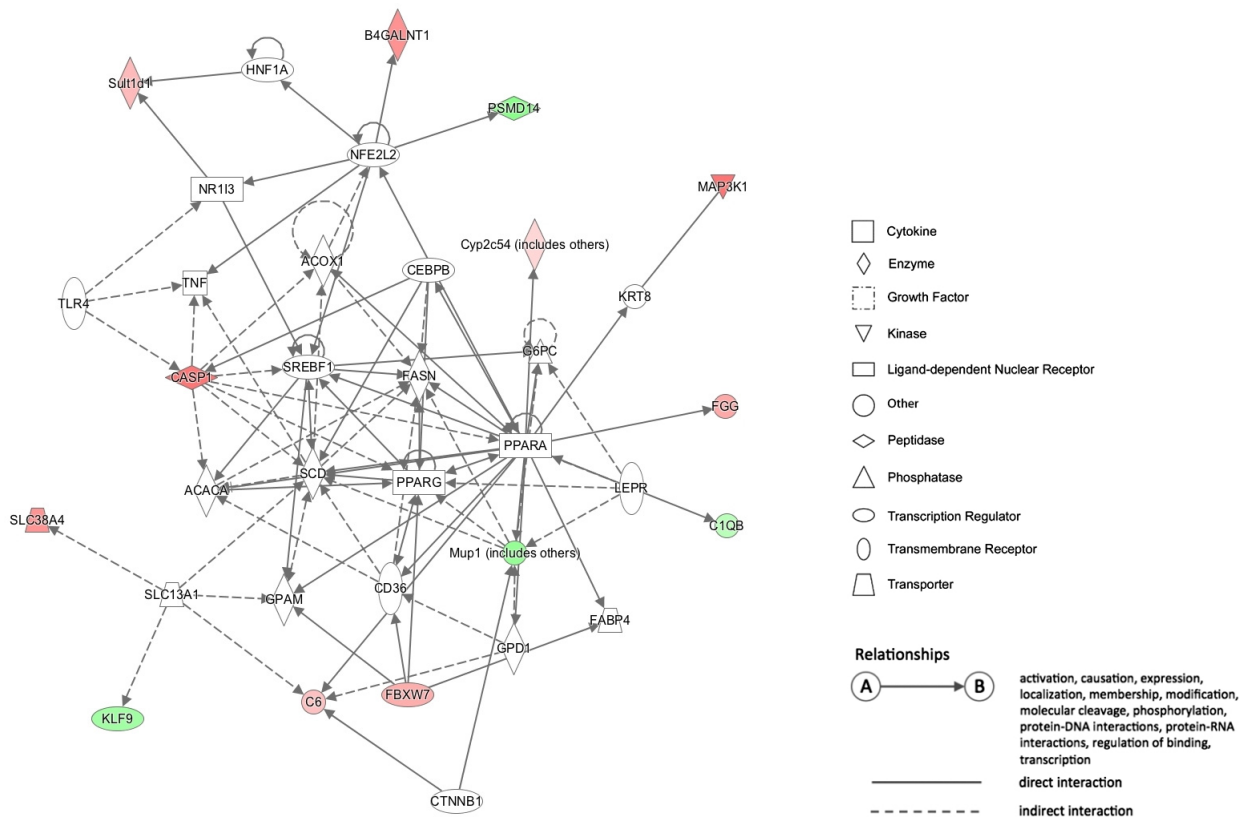 B4GALNT1
HNF1A
Sult1d1
PSMD14
NFE2L2
NR1I3
MAP3K1
Cyp2c54 (includes others)
ACOX1
CEBPB
TNF
TLR4
KRT8
G6PC
SREBF1
FASN
CASP1
FGG
PPARA
SCD
PPARG
ACACA
LEPR
SLC38A4
C1QB
Mup1 (includes others)
SLC13A1
GPAM
CD36
FABP4
GPD1
C6
FBXW7
KLF9
CTNNB1
Cytokine
Enzyme
Growth Factor
Kinase
Ligand-dependent Nuclear Receptor
Other
Peptidase
Phosphatase
Transcription Regulator
Transmembrane Receptor
Transporter
Relationships
A B
activation, causation, expression,
localization, membership, modification,
molecular cleavage, phosphorylation,
protein-DNA interactions, protein-RNA
interactions, regulation of binding,
transcription
direct interaction
indirect interaction